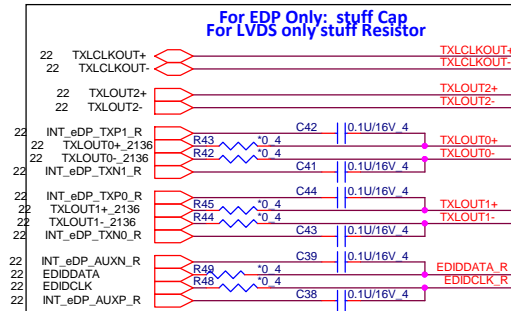 For EDP Only: stuff Cap
For LVDS only stuff Resistor
22 TXLCLKOUT+ TXLCLKOUT+
22 TXLCLKOUT- TXLCLKOUT-
22 TXLOUT2+ TXLOUT2+
22 TXLOUT2- TXLOUT2-
22 INT_eDP_TXP1_R C42 0.1U/16V_4
22 TXLOUT0+_2136 R43 *0_4 TXLOUT0+
22 TXLOUT0-_2136 R42 *0_4 TXLOUT0-
22 INT_eDP_TXN1_R C41 0.1U/16V_4
22 INT_eDP_TXP0_R C44 0.1U/16V_4
22 TXLOUT1+_2136 R45 *0_4 TXLOUT1+
22 TXLOUT1-_2136 R44 *0_4 TXLOUT1-
22 INT_eDP_TXN0_R C43 0.1U/16V_4
22 INT_eDP_AUXN_R C39 0.1U/16V_4
22 EDIDDATA R49 *0_4 EDIDDATA_R
22 EDIDCLK R48 *0_4 EDIDCLK_R
22 INT_eDP_AUXP_R C38 0.1U/16V_4